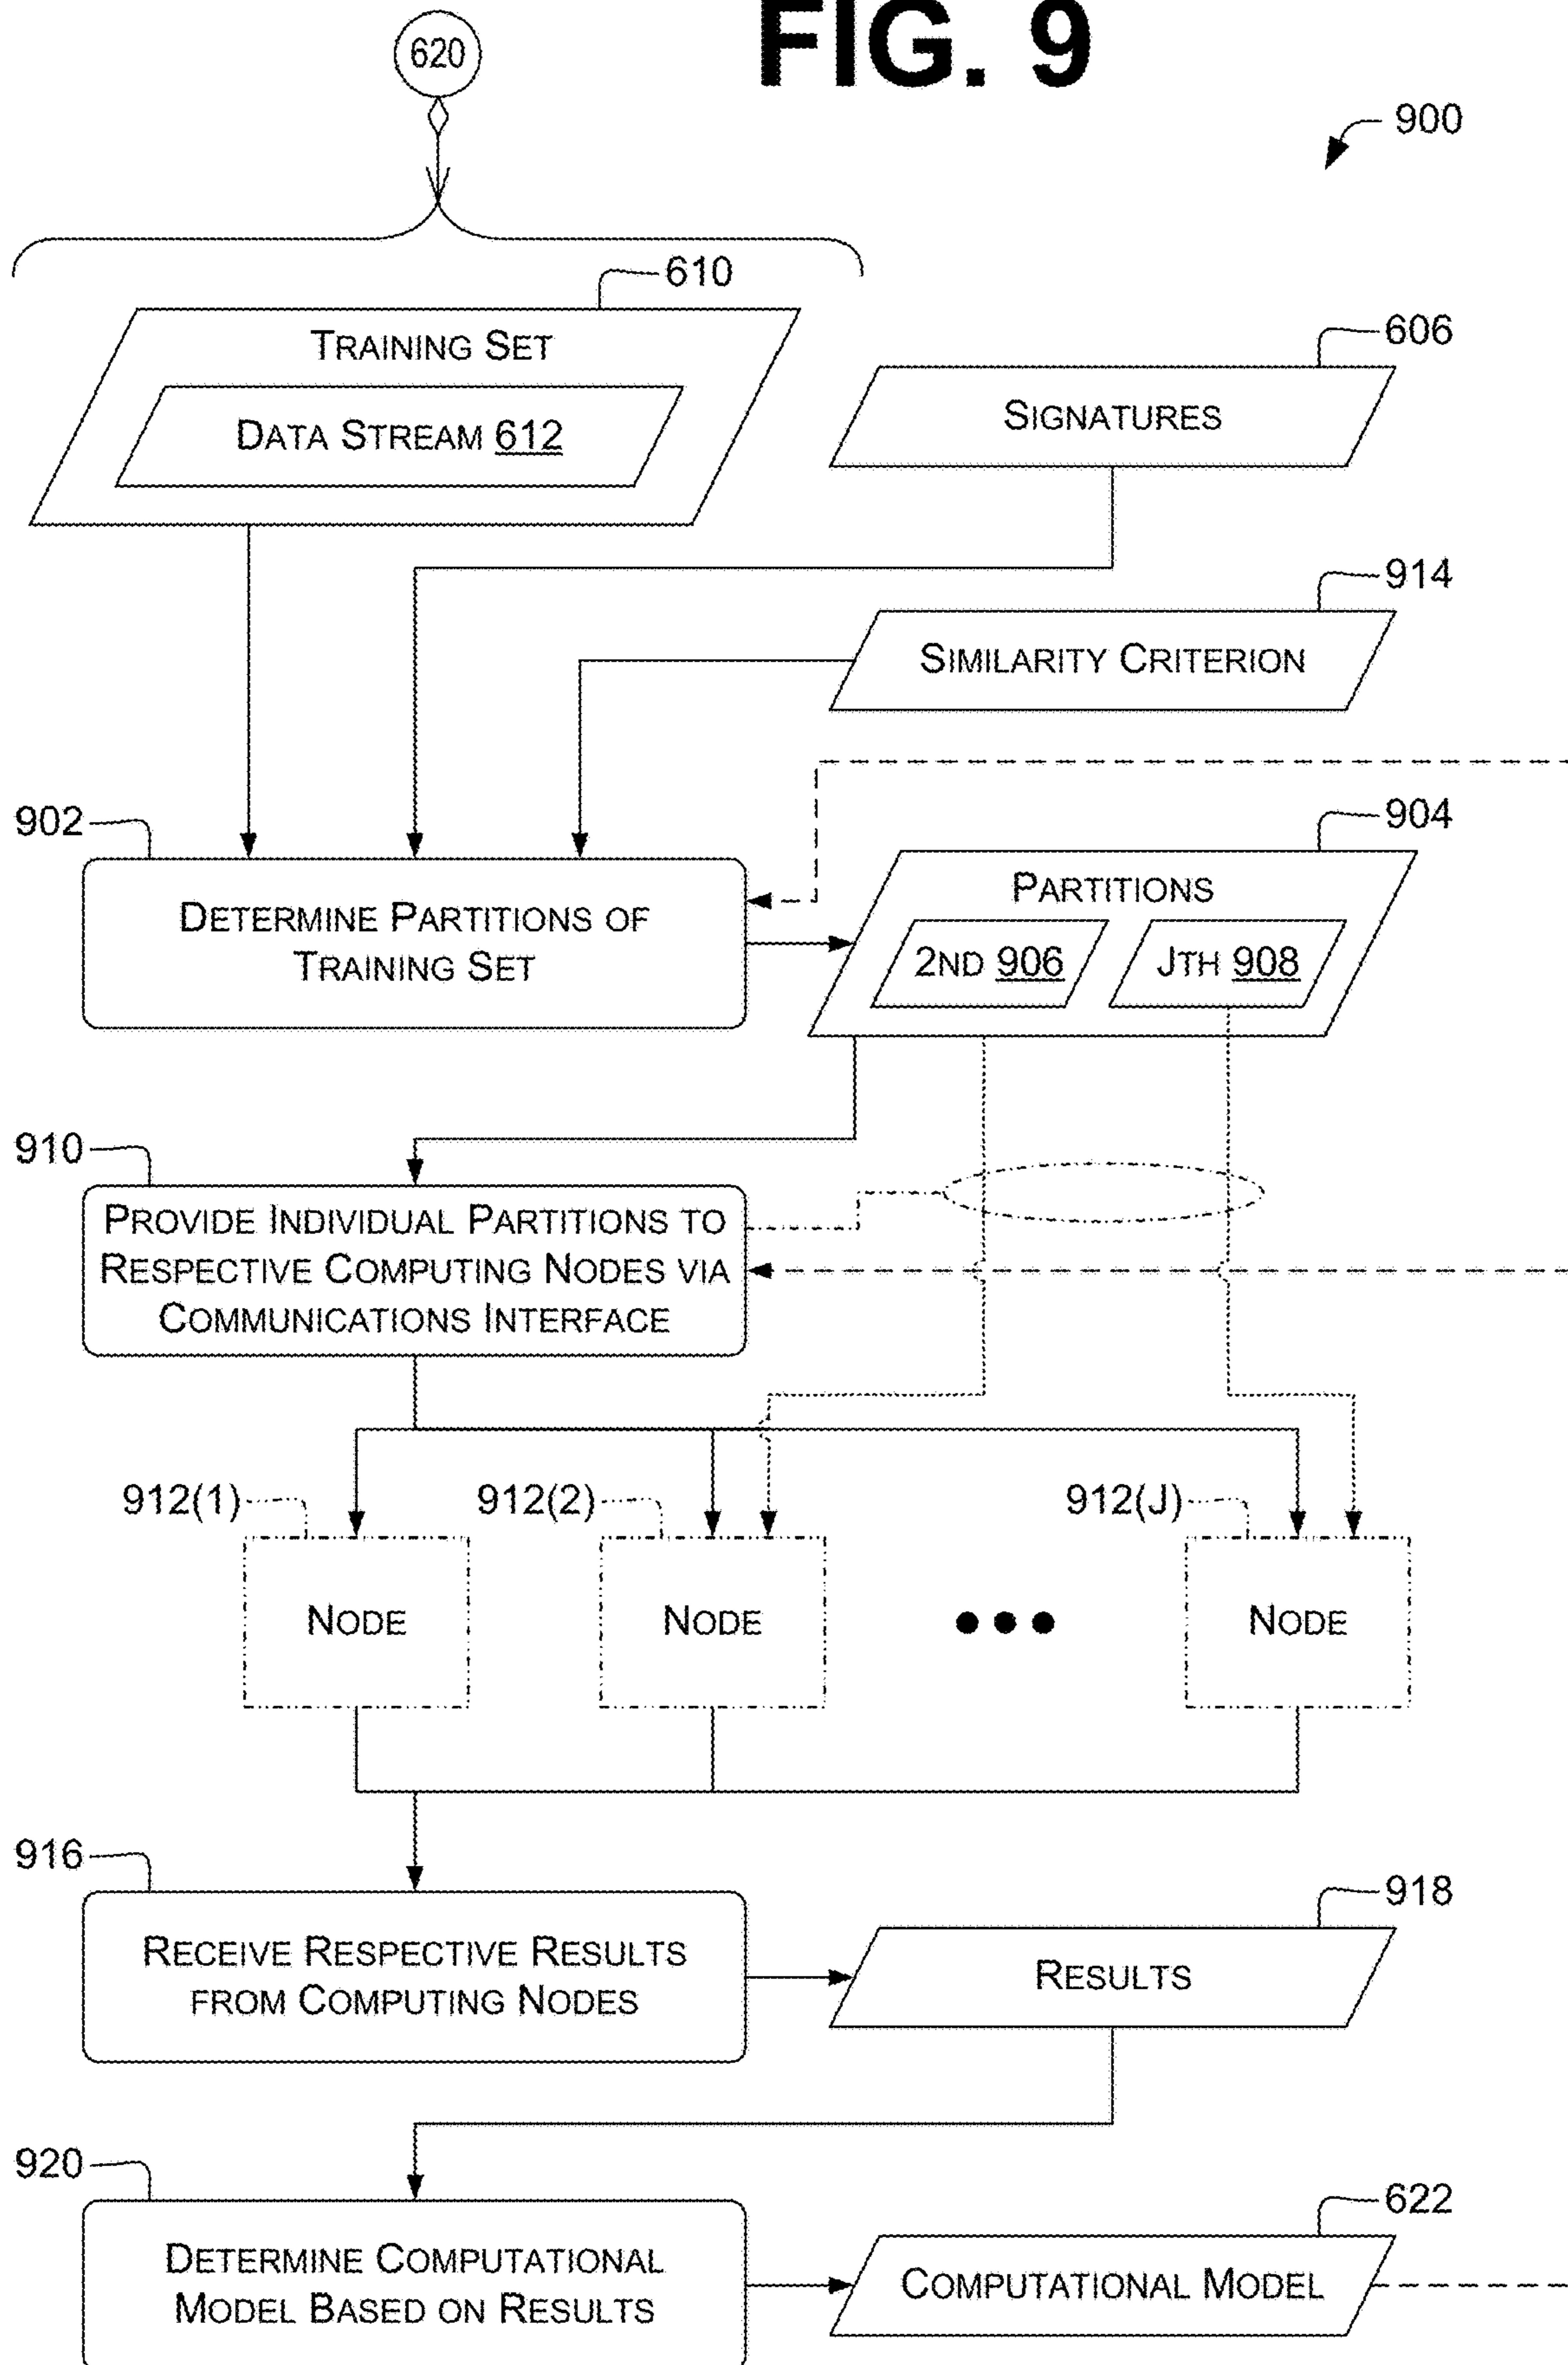 FIG. 9
620
900
610
TRAINING SET
DATA STREAM 612
606
SIGNATURES
914
SIMILARITY CRITERION
902
DETERMINE PARTITIONS OF
TRAINING SET
904
PARTITIONS
2ND 906
JTH 908
910
PROVIDE INDIVIDUAL PARTITIONS TO
RESPECTIVE COMPUTING NODES VIA
COMMUNICATIONS INTERFACE
912(1)
912(2)
912(J)
NODE
NODE
NODE
916
RECEIVE RESPECTIVE RESULTS
FROM COMPUTING NODES
918
RESULTS
920
DETERMINE COMPUTATIONAL
MODEL BASED ON RESULTS
622
COMPUTATIONAL MODEL